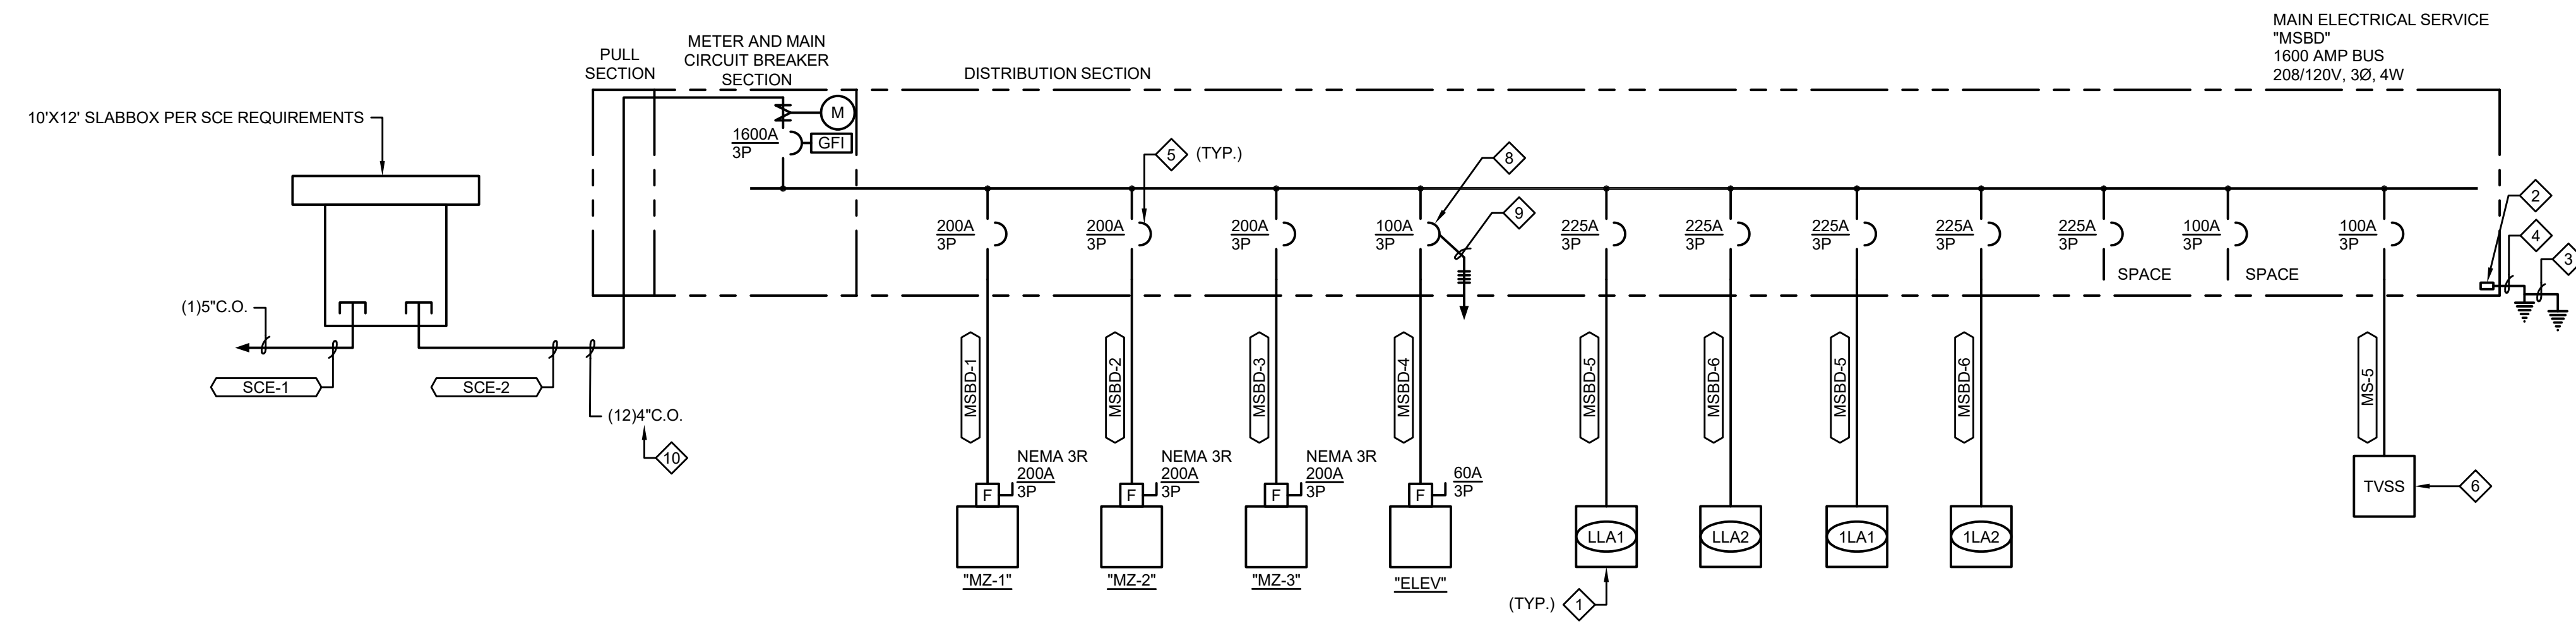 MAIN ELECTRICAL SERVICE
"MSBD"
1600 AMP BUS
208/120V, 3Ø, 4W
METER AND MAIN
CIRCUIT BREAKER
SECTION
PULL
SECTION
DISTRIBUTION SECTION
10'X12' SLABBOX PER SCE REQUIREMENTS
M
1600A
3P
GFI
5
(TYP.)
8
9
2
4
3
200A
3P
200A
3P
200A
3P
100A
3P
225A
3P
225A
3P
225A
3P
225A
3P
225A
3P
SPACE
100A
3P
SPACE
100A
3P
(1)5"C.O.
SCE-1
SCE-2
(12)4"C.O.
10
MSBD-1
MSBD-2
MSBD-3
MSBD-4
MSBD-5
MSBD-6
MSBD-5
MSBD-6
MS-5
NEMA 3R
200A
3P
NEMA 3R
200A
3P
NEMA 3R
200A
3P
60A
3P
F
F
F
F
TVSS
6
LLA1
LLA2
1LA1
1LA2
"MZ-1"
"MZ-2"
"MZ-3"
"ELEV"
(TYP.)
1